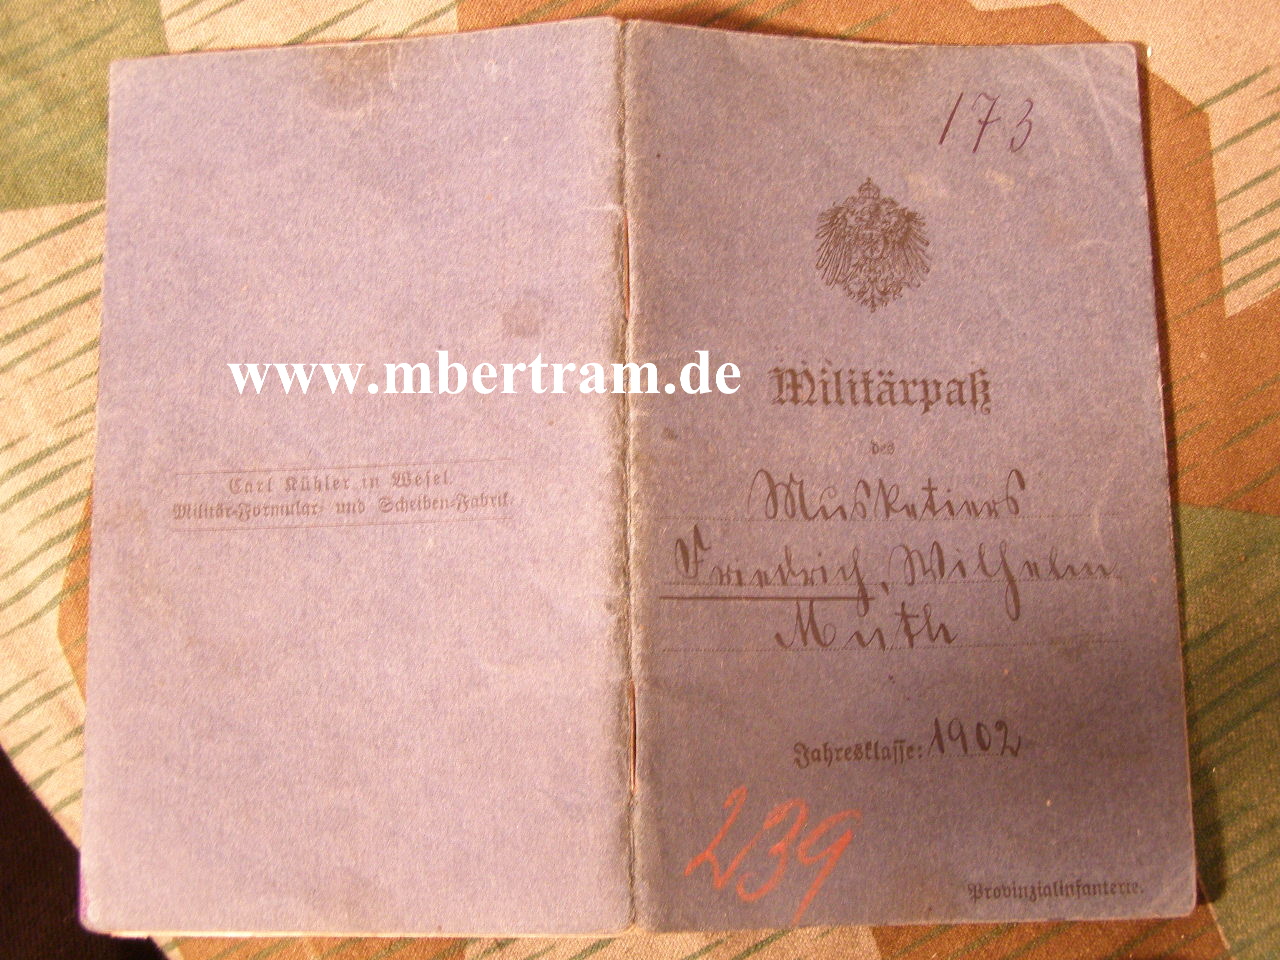 173
www.mbertram.de
Militärpaß
des
Musketiers
Friedrich, Wilhelm
Muth
Jahresklasse: 1902
239
Provinzialinfanterie.
Carl Kühler in Wesel.
Militär-Formular- und Scheiben-Fabrik.